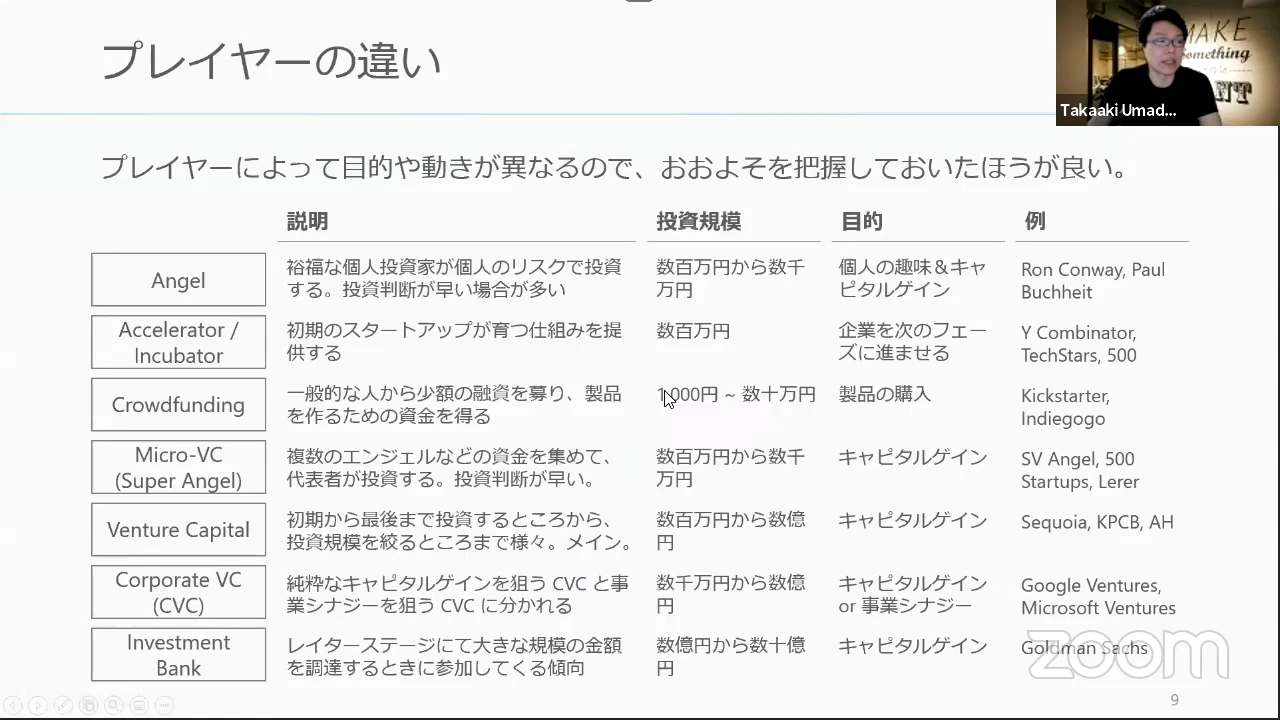 プレイヤーの違い
MAKE
something
people
WANT
Takaaki Umad...
プレイヤーによって目的や動きが異なるので、おおよそを把握しておいたほうが良い。
説明 投資規模 目的 例
Angel
裕福な個人投資家が個人のリスクで投資
する。投資判断が早い場合が多い
数百万円から数千
万円
個人の趣味＆キャ
ピタルゲイン
Ron Conway, Paul
Buchheit
Accelerator /
Incubator
初期のスタートアップが育つ仕組みを提
供する
数百万円
企業を次のフェー
ズに進ませる
Y Combinator,
TechStars, 500
Crowdfunding
一般的な人から少額の融資を募り、製品
を作るための資金を得る
1,000円 ~ 数十万円
製品の購入
Kickstarter,
Indiegogo
Micro-VC
(Super Angel)
複数のエンジェルなどの資金を集めて、
代表者が投資する。投資判断が早い。
数百万円から数千
万円
キャピタルゲイン
SV Angel, 500
Startups, Lerer
Venture Capital
初期から最後まで投資するところから、
投資規模を絞るところまで様々。メイン。
数百万円から数億
円
キャピタルゲイン
Sequoia, KPCB, AH
Corporate VC
(CVC)
純粋なキャピタルゲインを狙う CVC と事
業シナジーを狙う CVC に分かれる
数千万円から数億
円
キャピタルゲイン
or 事業シナジー
Google Ventures,
Microsoft Ventures
Investment
Bank
レイターステージにて大きな規模の金額
を調達するときに参加してくる傾向
数億円から数十億
円
キャピタルゲイン
Goldman Sachs
zoom
9